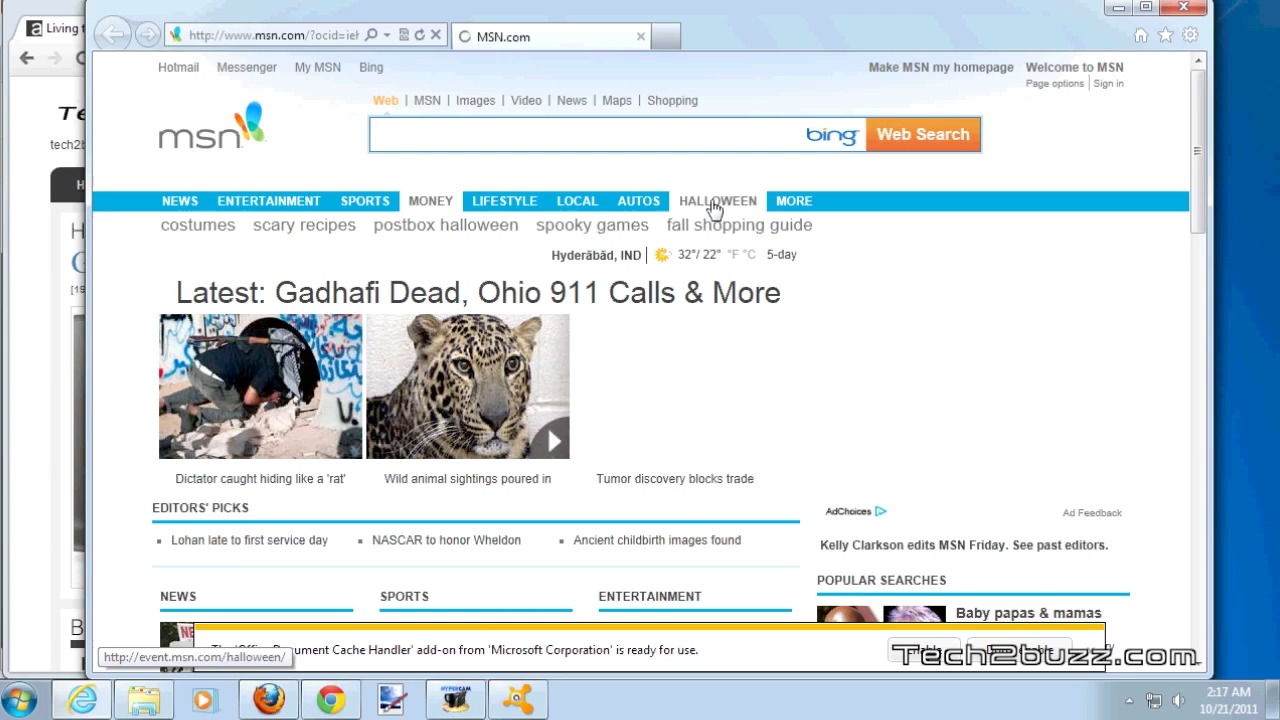 Living t
http://www.msn.com/?ocid=iel
MSN.com
Hotmail Messenger My MSN Bing
Make MSN my homepage Welcome to MSN
Page options Sign in
Web | MSN | Images | Video | News | Maps | Shopping
msn
bing Web Search
tech2b
NEWS ENTERTAINMENT SPORTS MONEY LIFESTYLE LOCAL AUTOS HALLOWEEN MORE
costumes scary recipes postbox halloween spooky games fall shopping guide
Hyderābād, IND 32°/ 22° °F °C 5-day
Latest: Gadhafi Dead, Ohio 911 Calls & More
Dictator caught hiding like a 'rat' Wild animal sightings poured in Tumor discovery blocks trade
EDITORS' PICKS
AdChoices Ad Feedback
Lohan late to first service day NASCAR to honor Wheldon Ancient childbirth images found
Kelly Clarkson edits MSN Friday. See past editors.
POPULAR SEARCHES
NEWS SPORTS ENTERTAINMENT
Baby papas & mamas
Document Cache Handler' add-on from 'Microsoft Corporation' is ready for use.
http://event.msn.com/halloween/
Tech2buzz.com
HYPERCAM
2:17 AM
10/21/2011